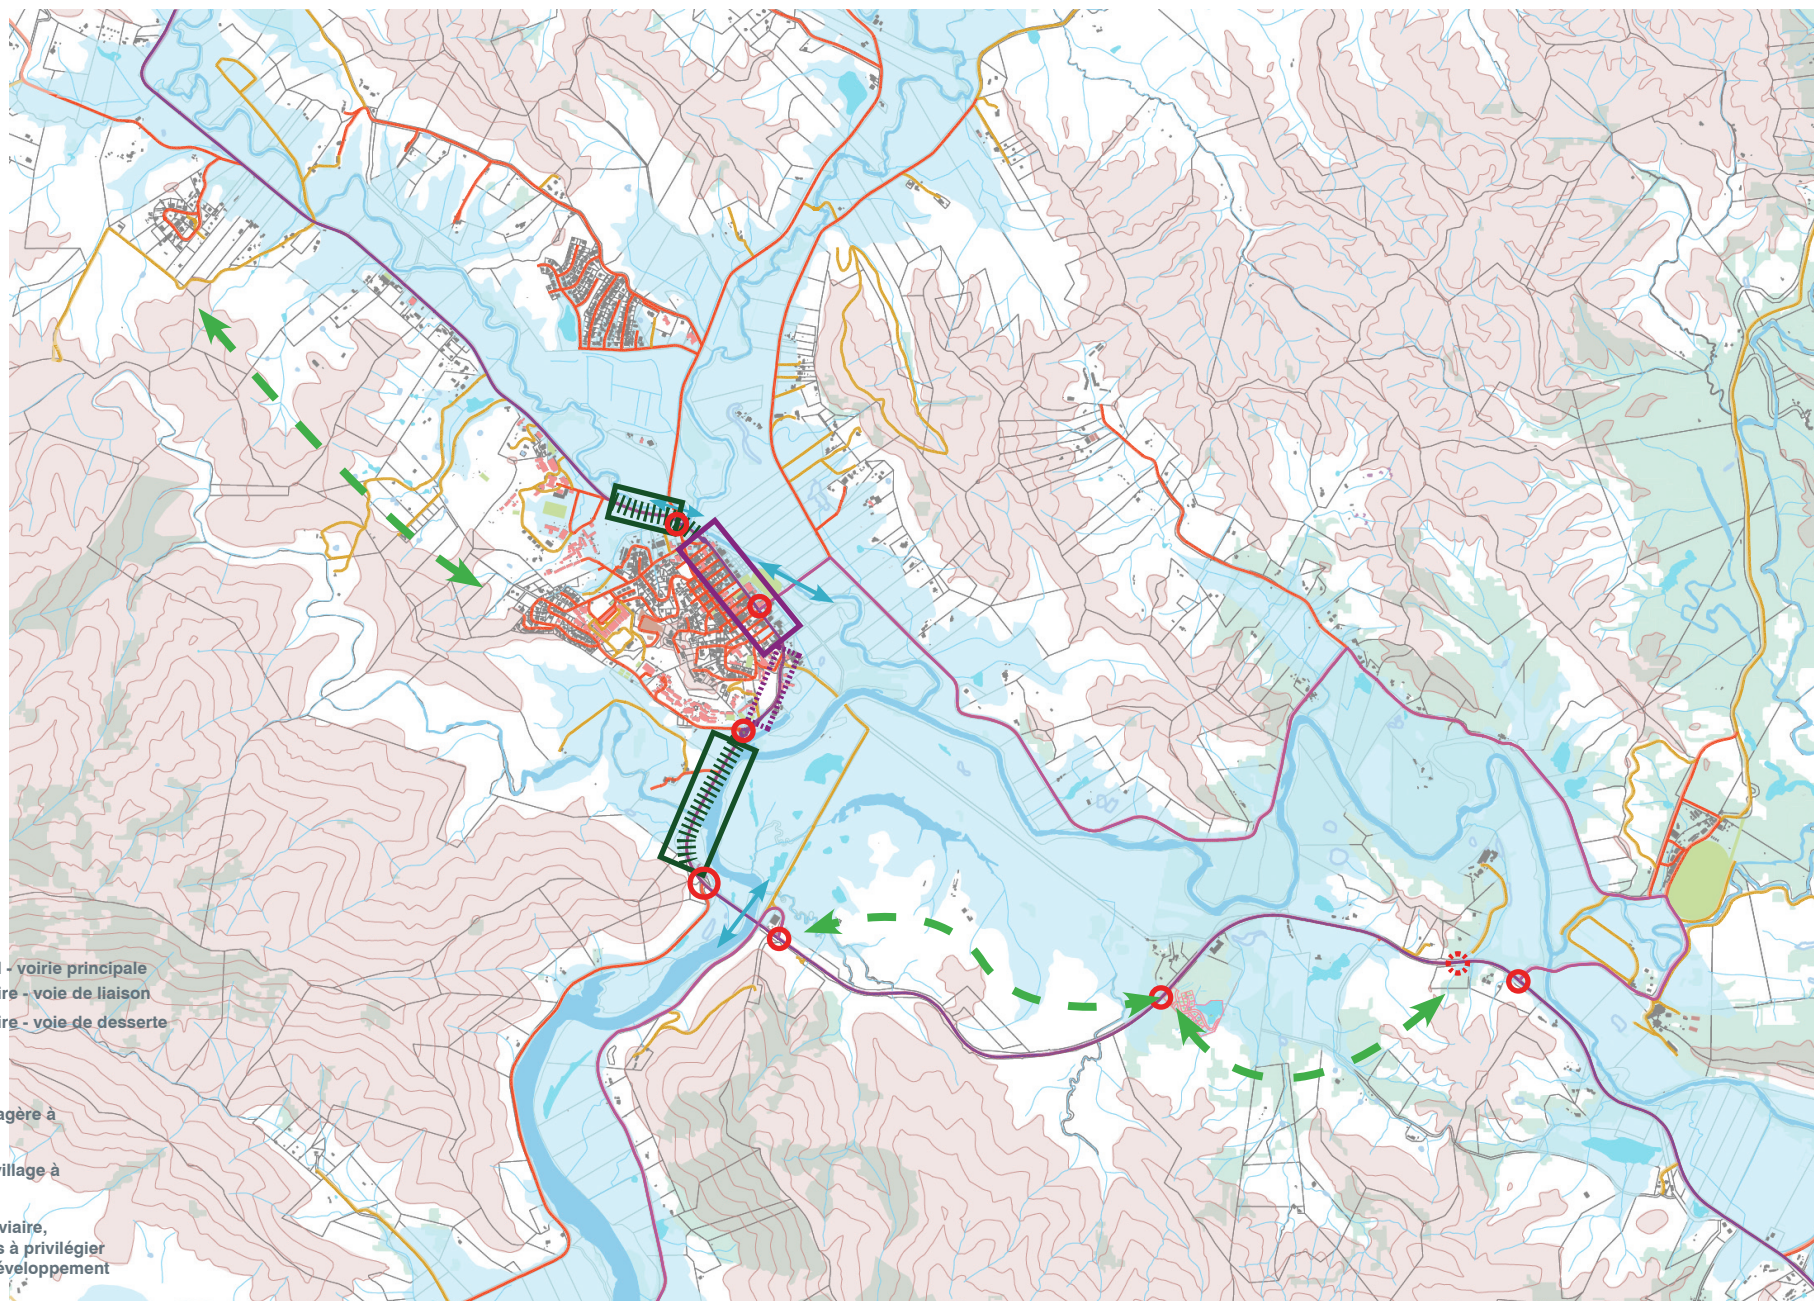 - voirie principale
ire - voie de liaison
ire - voie de desserte
agère à
village à
viaire,
s à privilégier
éveloppement